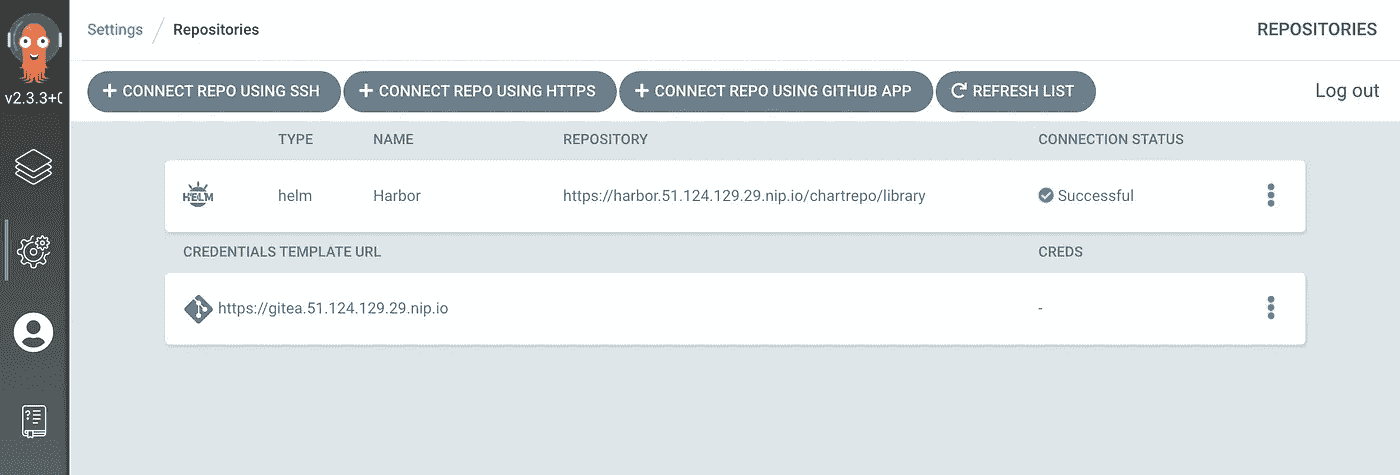 Settings / Repositories
REPOSITORIES
v2.3.3+0
CONNECT REPO USING SSH
CONNECT REPO USING HTTPS
CONNECT REPO USING GITHUB APP
REFRESH LIST
Log out
TYPE NAME REPOSITORY CONNECTION STATUS
HELM helm Harbor https://harbor.51.124.129.29.nip.io/chartrepo/library Successful
CREDENTIALS TEMPLATE URL CREDS
https://gitea.51.124.129.29.nip.io -